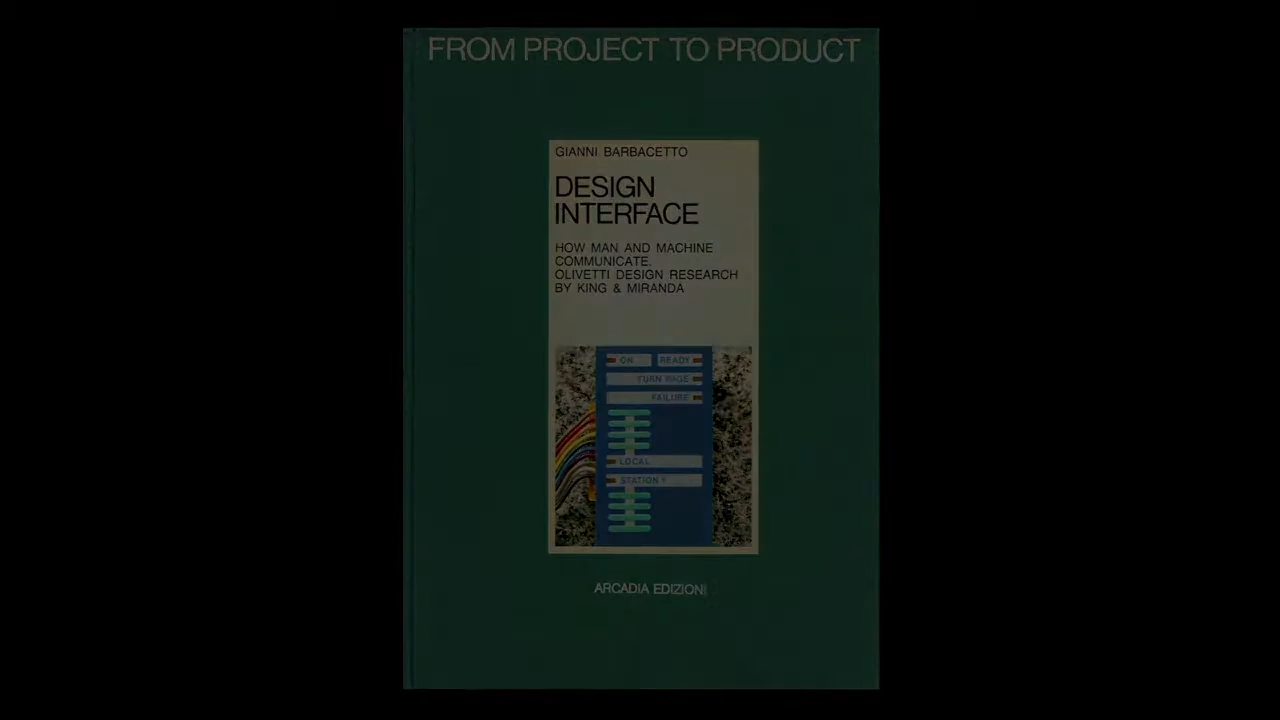 FROM PROJECT TO PRODUCT
GIANNI BARBACETTO
DESIGN
INTERFACE
HOW MAN AND MACHINE
COMMUNICATE.
OLIVETTI DESIGN RESEARCH
BY KING & MIRANDA
ON READY
TURN PAGE
FAILURE
LOCAL
STATION
ARCADIA EDIZIONI